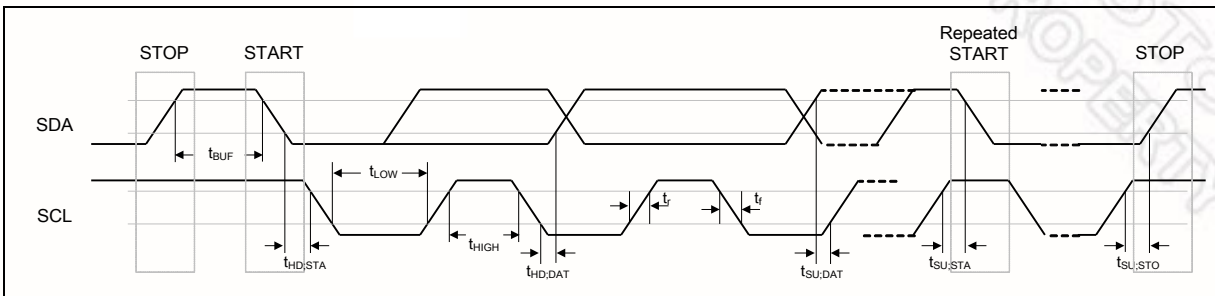 STOP
START
Repeated
START
STOP
SDA
tBUF
tLOW
SCL
tr
tf
tHIGH
tHD;STA
tHD;DAT
tSU;DAT
tSU;STA
tSU;STO